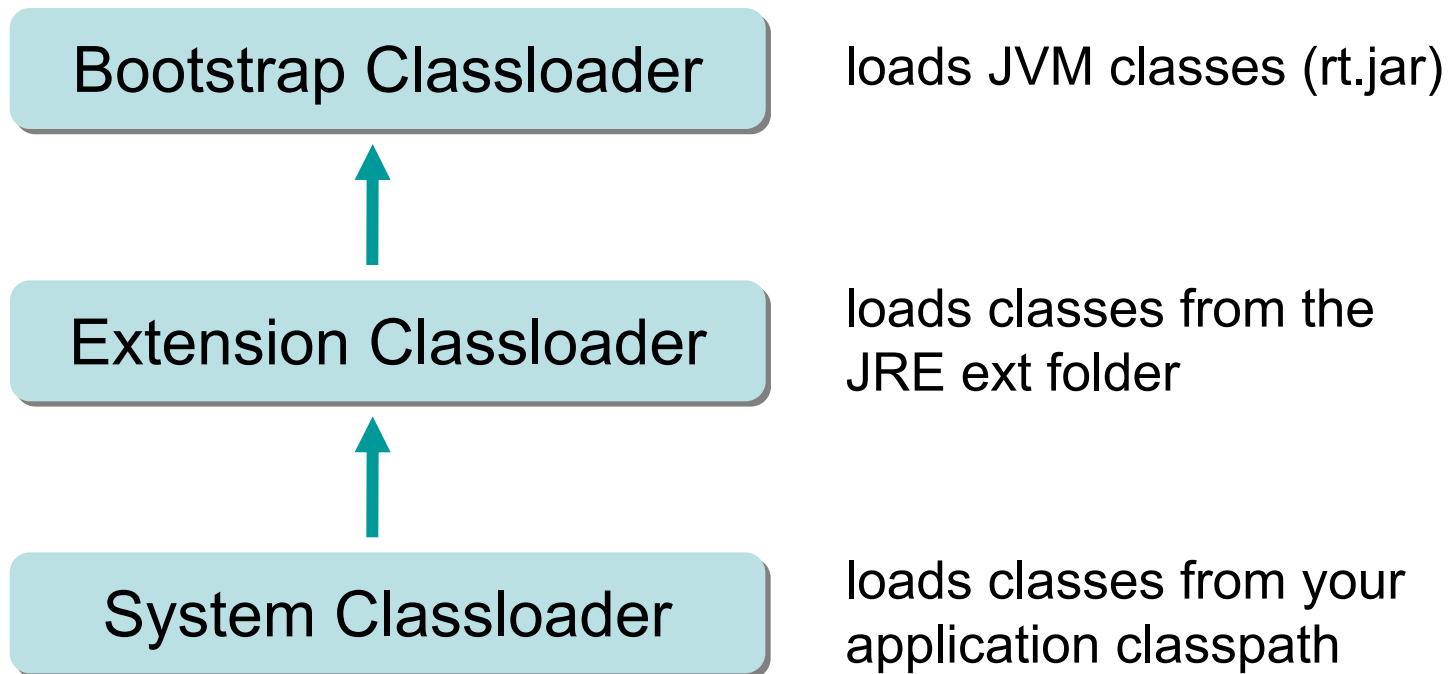 Bootstrap Classloader
loads JVM classes (rt.jar)
Extension Classloader
loads classes from the
JRE ext folder
System Classloader
loads classes from your
application classpath